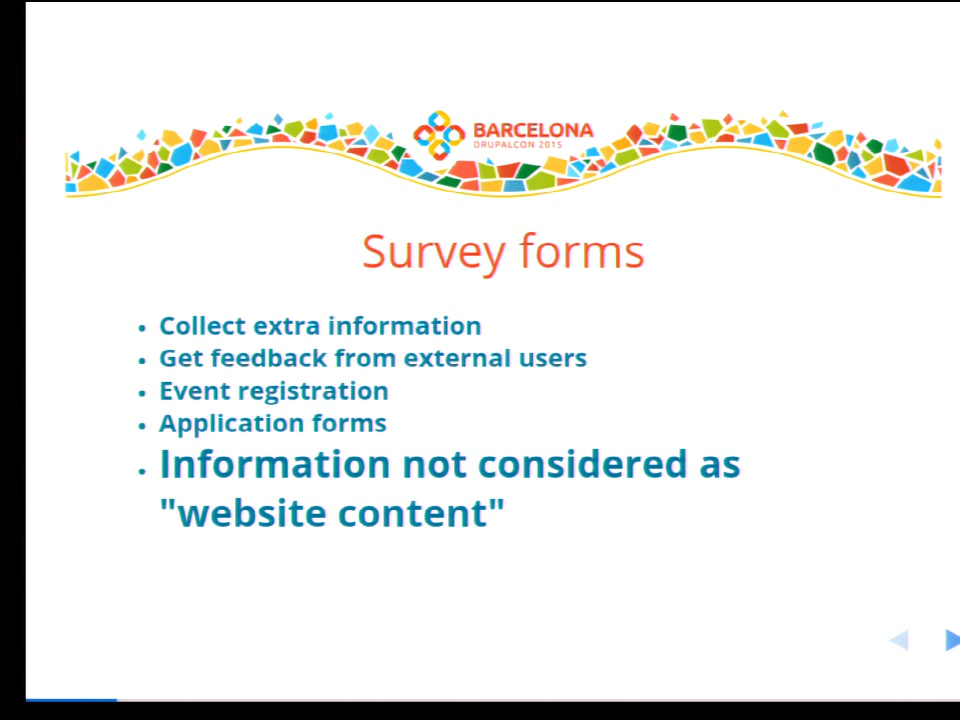 BARCELONA
DRUPALCON 2015
Survey forms
• Collect extra information
• Get feedback from external users
• Event registration
• Application forms
• Information not considered as
"website content"